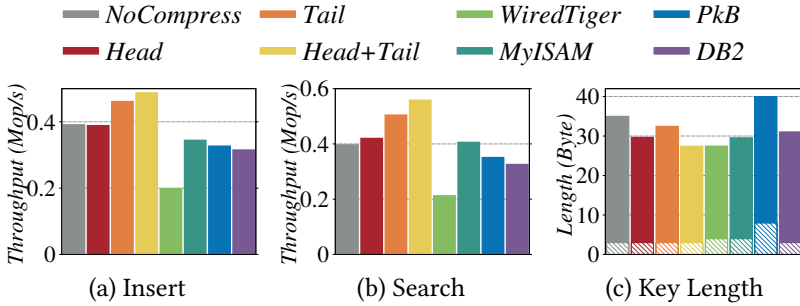 NoCompress Tail WiredTiger PkB
Head Head+Tail MyISAM DB2
Throughput (Mop/s)
0.4
0.2
0
(a) Insert
Throughput (Mop/s)
0.6
0.4
0.2
0
(b) Search
Length (Byte)
40
30
20
10
0
(c) Key Length